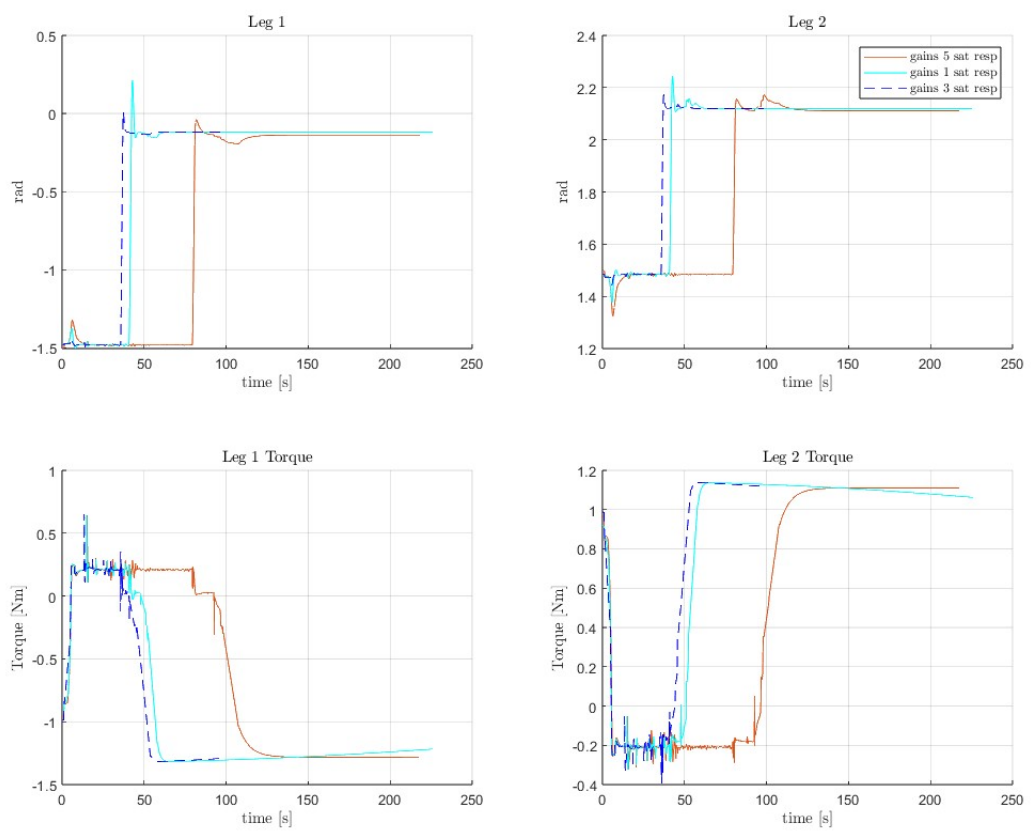 Leg 1
0.5
0
-0.5
-1
-1.5
rad
0 50 100 150 200 250
time [s]
Leg 2
2.4
2.2
2
1.8
1.6
1.4
1.2
rad
gains 5 sat resp
gains 1 sat resp
gains 3 sat resp
0 50 100 150 200 250
time [s]
Leg 1 Torque
1
0.5
0
-0.5
-1
-1.5
Torque [Nm]
0 50 100 150 200 250
time [s]
Leg 2 Torque
1.2
1
0.8
0.6
0.4
0.2
0
-0.2
-0.4
Torque [Nm]
0 50 100 150 200 250
time [s]